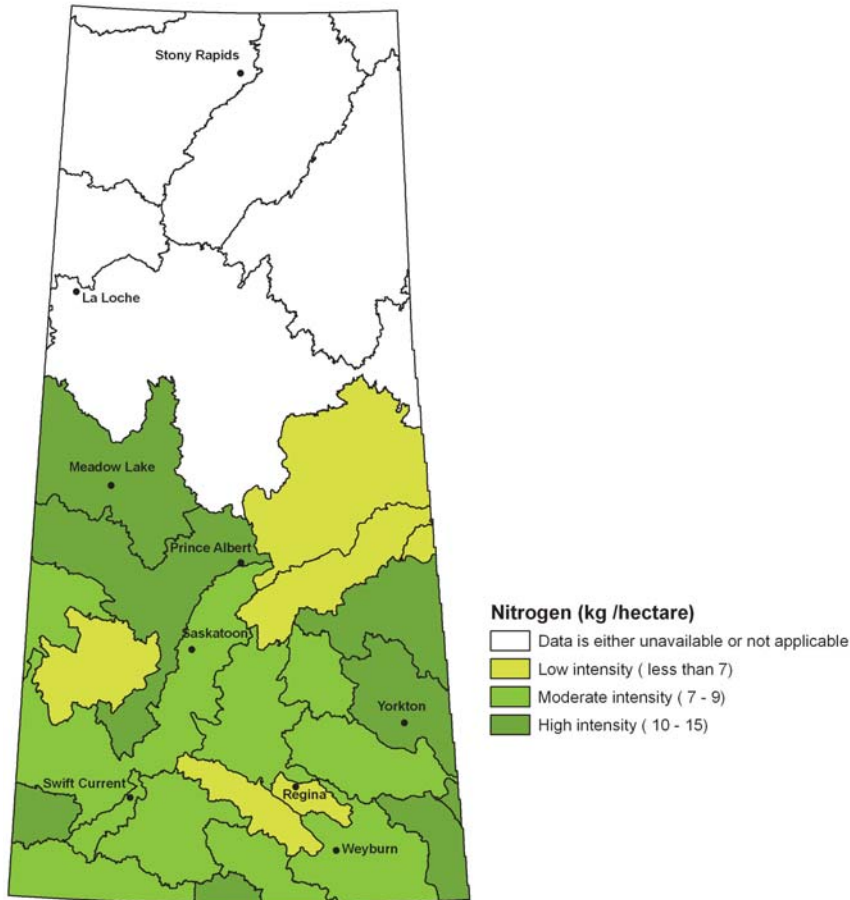 Stony Rapids
La Loche
Meadow Lake
Prince Albert
Saskatoon
Yorkton
Swift Current
Regina
Weyburn
Nitrogen (kg /hectare)
Data is either unavailable or not applicable
Low intensity ( less than 7)
Moderate intensity ( 7 - 9)
High intensity ( 10 - 15)